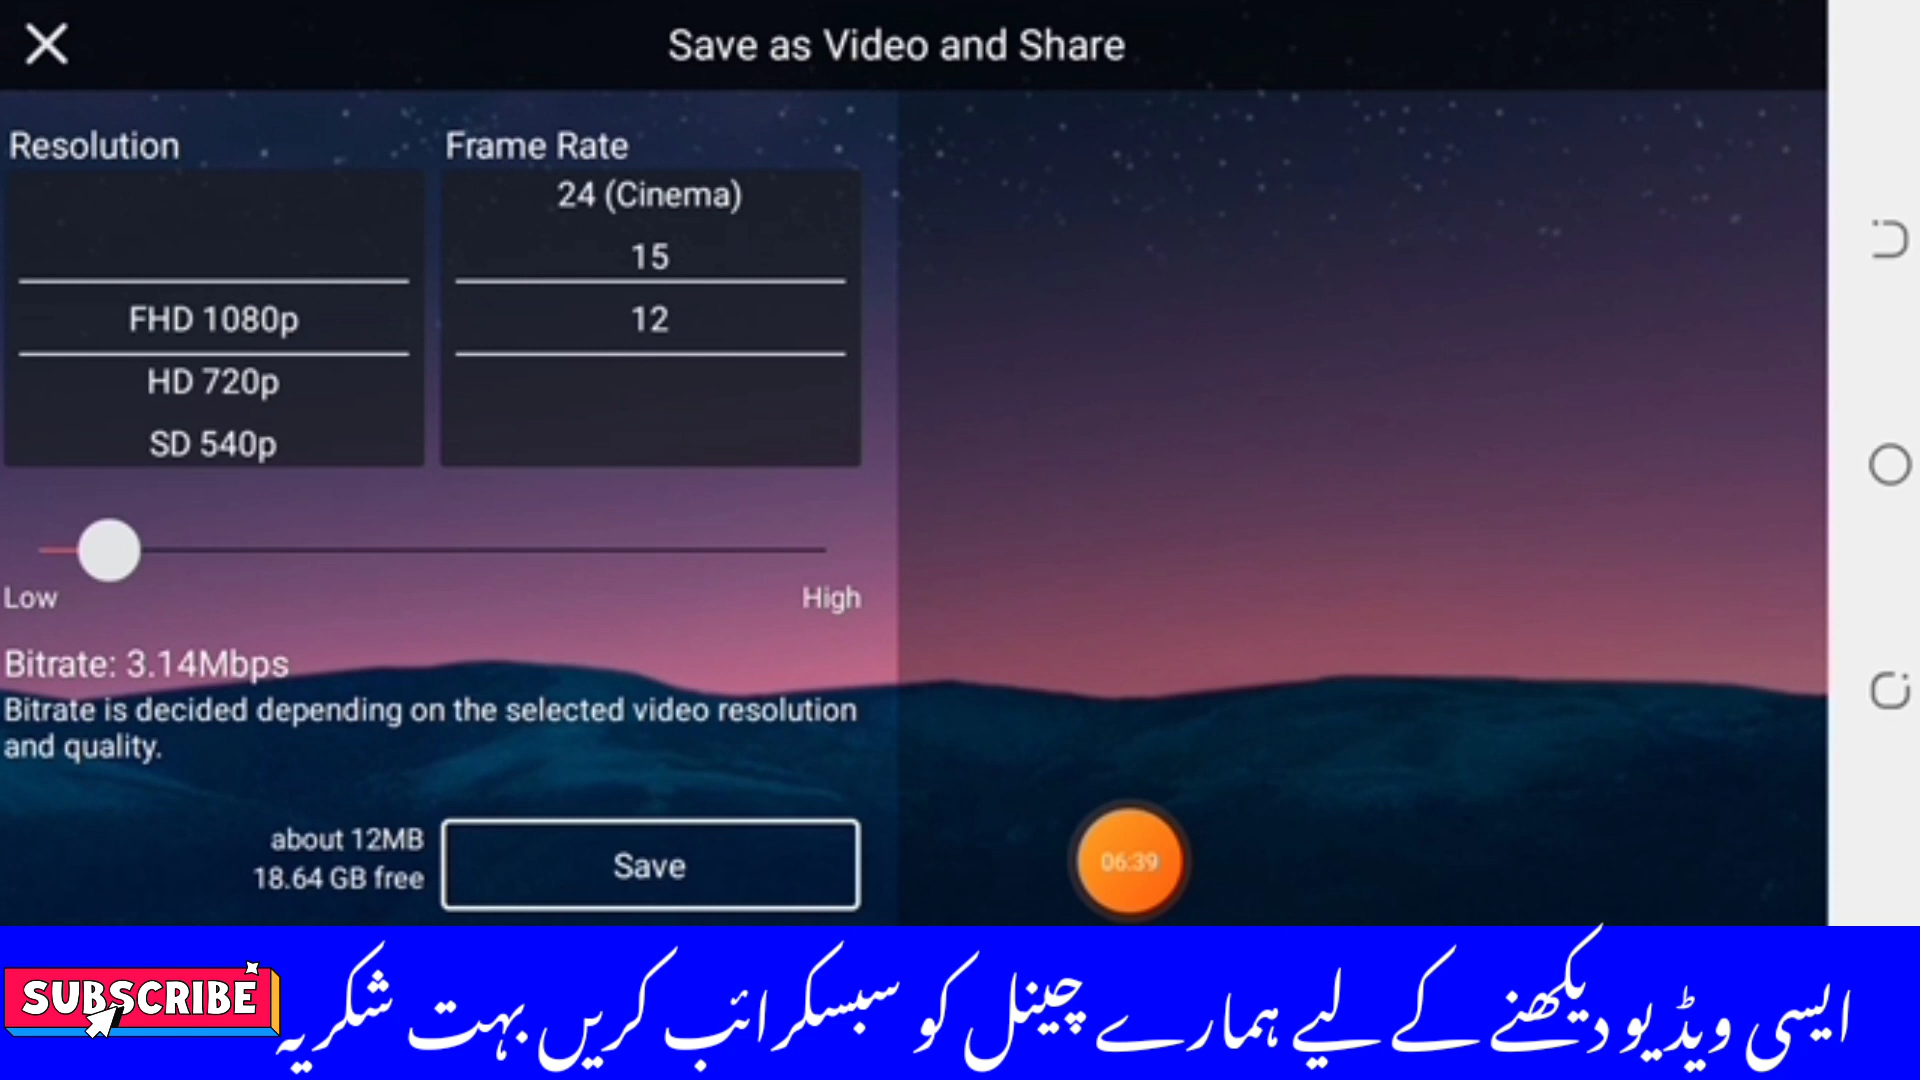 Save as Video and Share
Resolution
Frame Rate
24 (Cinema)
15
FHD 1080p
12
HD 720p
SD 540p
Low
High
Bitrate: 3.14Mbps
Bitrate is decided depending on the selected video resolution
and quality.
about 12MB
18.64 GB free
Save
06:39
SUBSCRIBE
ایسی ویڈیو دیکھنے کے لیے ہمارے چینل کو سبسکرائب کریں بہت شکریہ